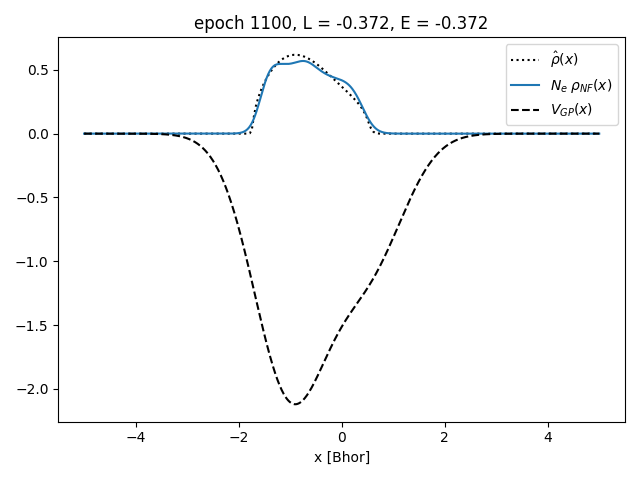 epoch 1100, L = -0.372, E = -0.372
ρ̂(x)
N_e ρ_NF(x)
V_GP(x)
0.5
0.0
−0.5
−1.0
−1.5
−2.0
−4 −2 0 2 4
x [Bhor]